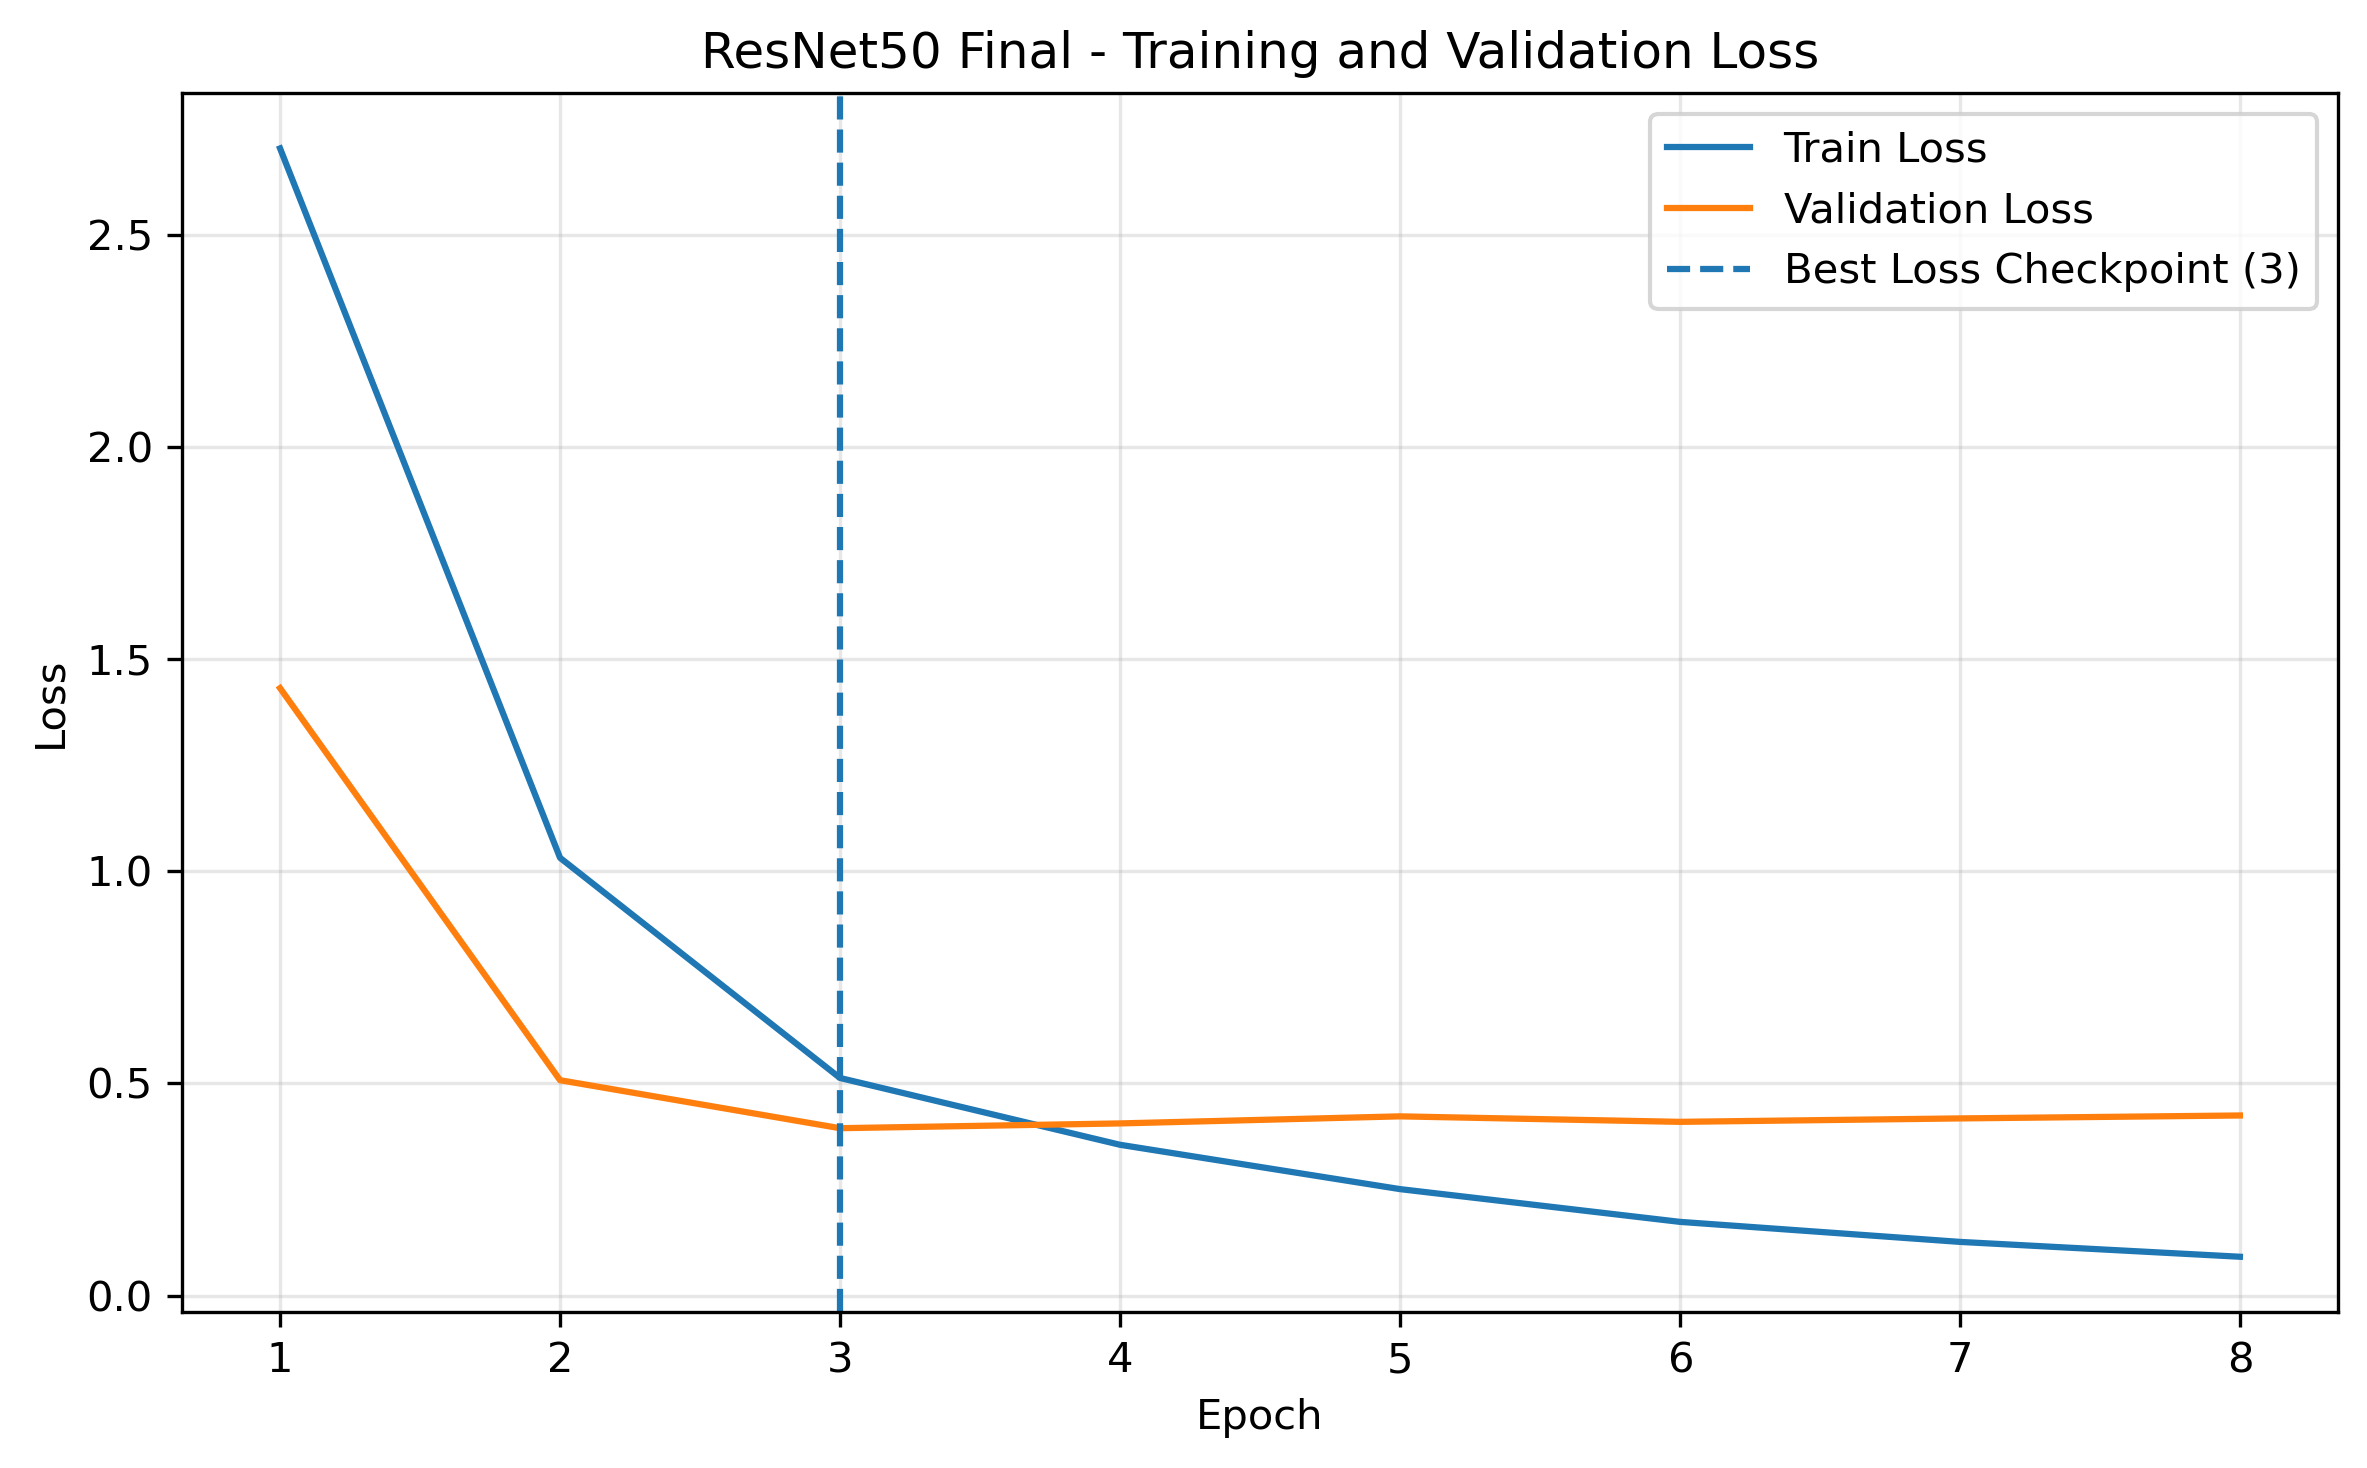 ResNet50 Final - Training and Validation Loss
Train Loss
Validation Loss
Best Loss Checkpoint (3)
2.5
2.0
1.5
1.0
0.5
0.0
Loss
1 2 3 4 5 6 7 8
Epoch